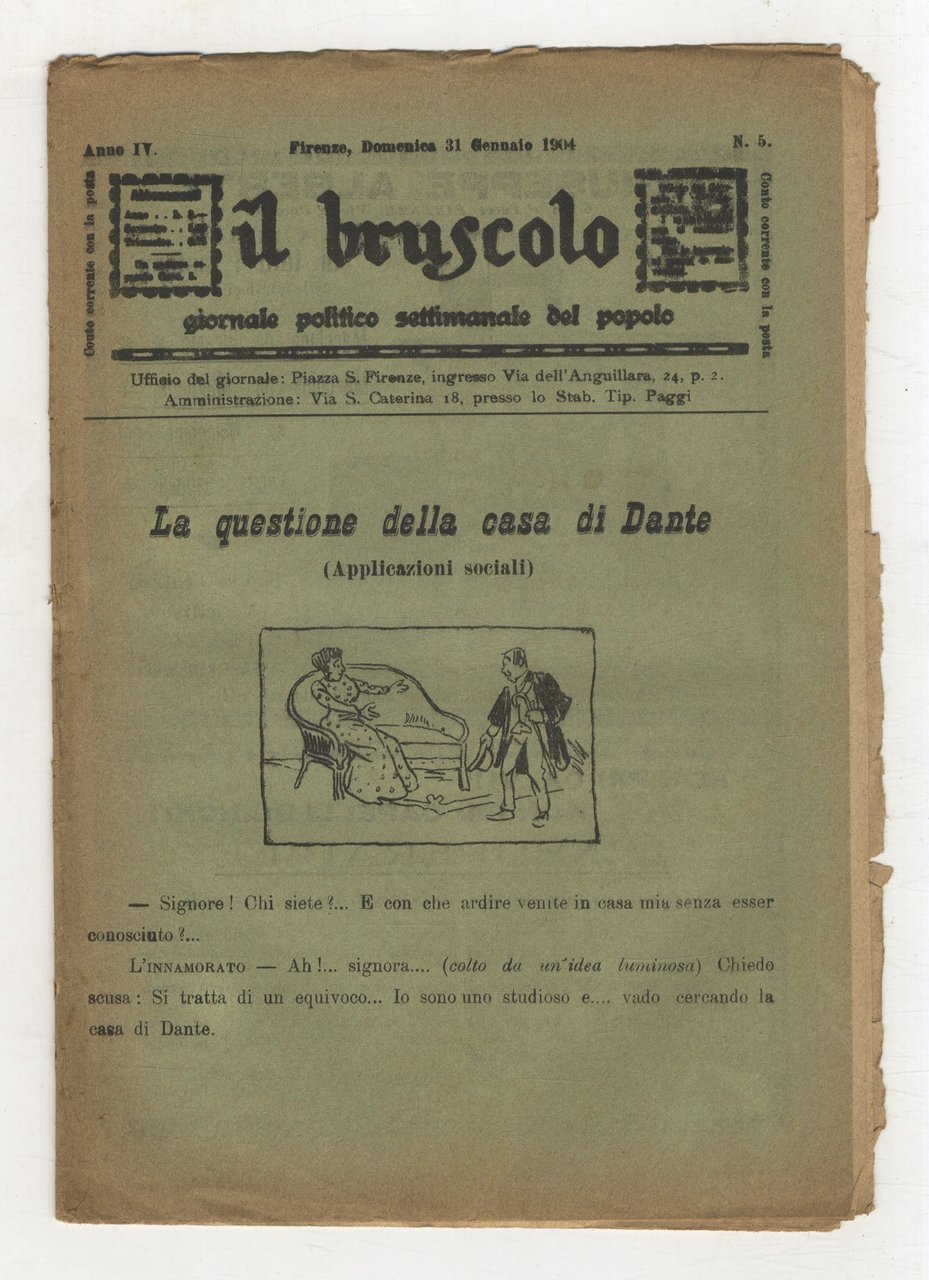 Anno IV.
Firenze, Domenica 31 Gennaio 1904
N. 5.
Conto corrente con la posta
Abbonamenti
il bruscolo
Conto corrente con la posta
giornale politico settimanale del popolo
Ufficio del giornale: Piazza S. Firenze, ingresso Via dell'Anguillara, 24, p. 2.
Amministrazione: Via S. Caterina 18, presso lo Stab. Tip. Paggi
La questione della casa di Dante
(Applicazioni sociali)
— Signore! Chi siete?... E con che ardire venite in casa mia senza esser
conosciuto?...
L'INNAMORATO — Ah!... signora.... (colto da un'idea luminosa) Chiedo
scusa: Si tratta di un equivoco... Io sono uno studioso e.... vado cercando la
casa di Dante.